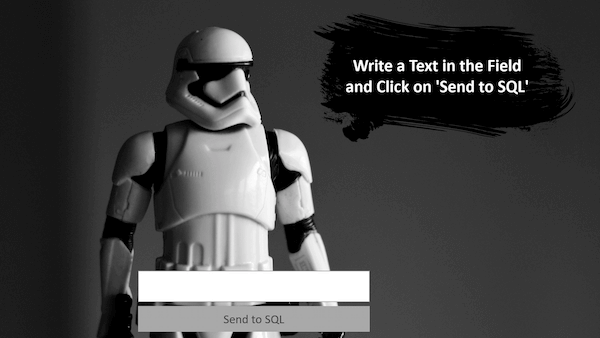 Write a Text in the Field
and Click on 'Send to SQL'
Send to SQL